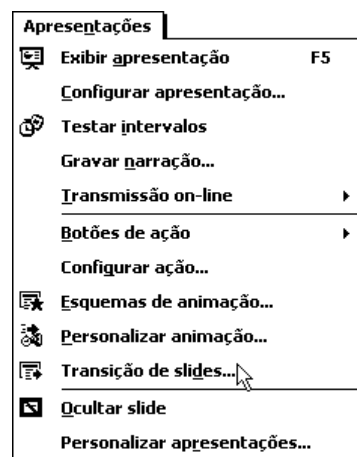 Apresentações
Exibir apresentação F5
Configurar apresentação...
Testar intervalos
Gravar narração...
Transmissão on-line
Botões de ação
Configurar ação...
Esquemas de animação...
Personalizar animação...
Transição de slides...
Ocultar slide
Personalizar apresentações...